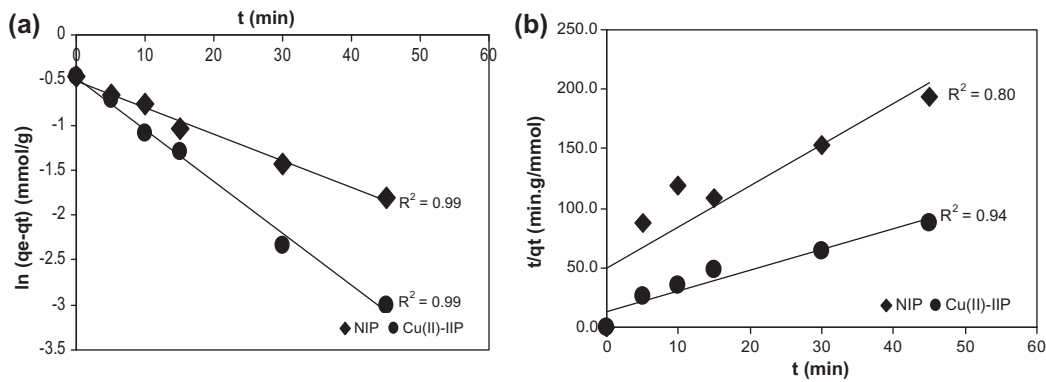 (a)
t (min)
0 10 20 30 40 50 60
0
-0.5
-1
-1.5
-2
-2.5
-3
-3.5
ln (qe-qt) (mmol/g)
R² = 0.99
R² = 0.99
NIP Cu(II)-IIP
(b)
250.0
200.0
150.0
100.0
50.0
0.0
t/qt (min.g/mmol)
R² = 0.80
R² = 0.94
NIP Cu(II)-IIP
0 10 20 30 40 50 60
t (min)